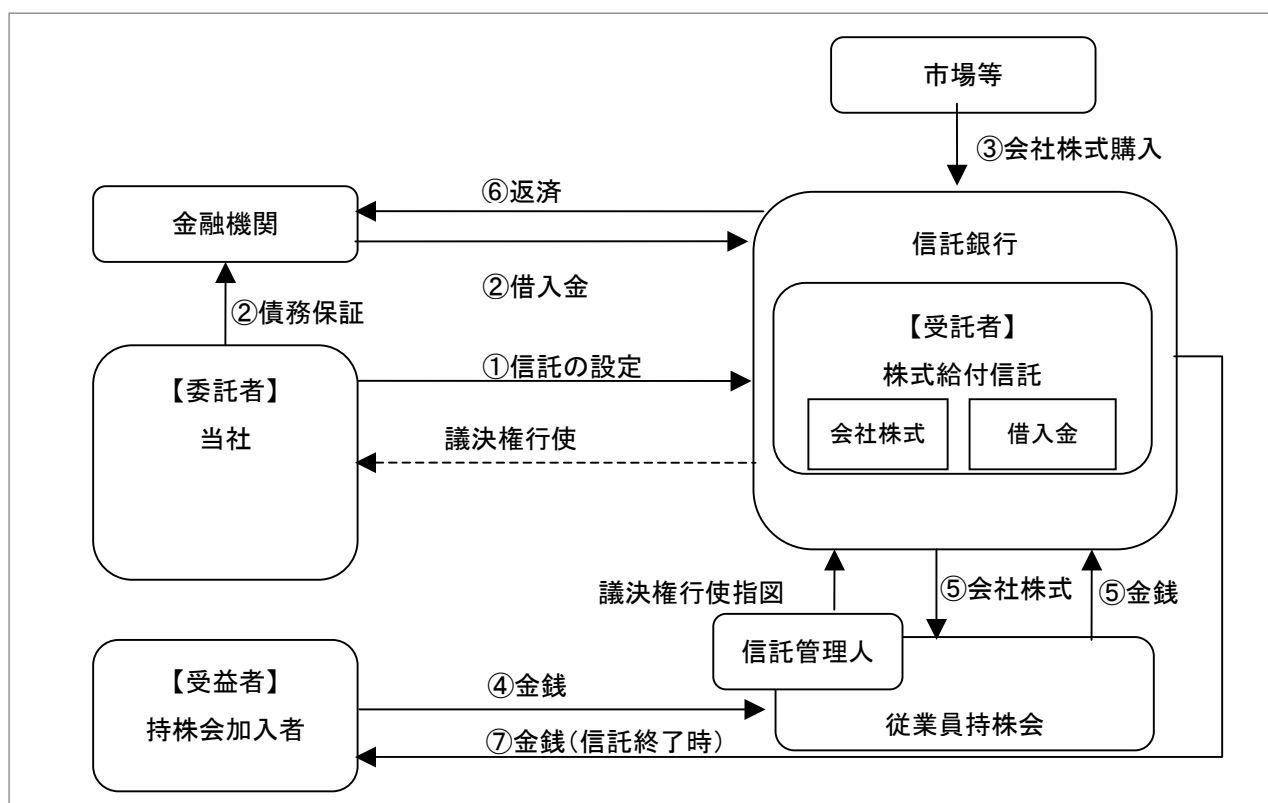 市場等
③会社株式購入
⑥返済
金融機関
信託銀行
②借入金
②債務保証
【受託者】
①信託の設定
株式給付信託
【委託者】
当社
会社株式
借入金
議決権行使
議決権行使指図
⑤会社株式
⑤金銭
信託管理人
【受益者】
④金銭
持株会加入者
従業員持株会
⑦金銭(信託終了時)